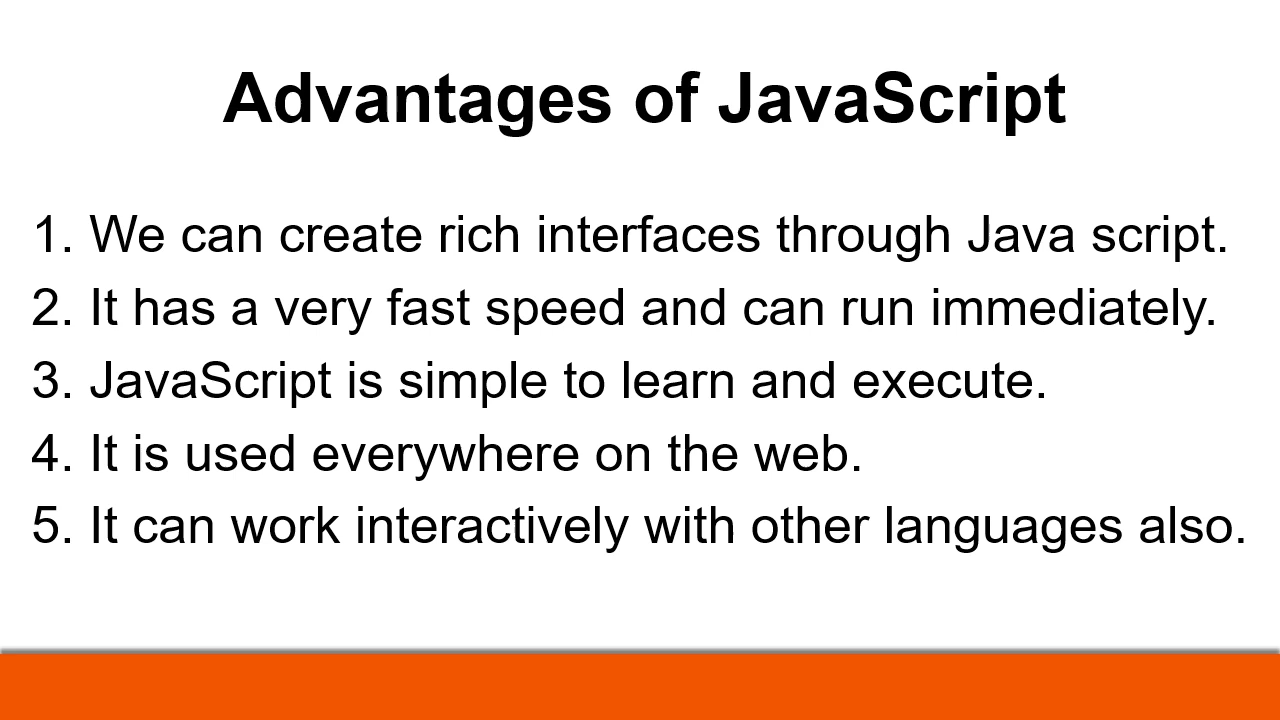 Advantages of JavaScript
1. We can create rich interfaces through Java script.
2. It has a very fast speed and can run immediately.
3. JavaScript is simple to learn and execute.
4. It is used everywhere on the web.
5. It can work interactively with other languages also.